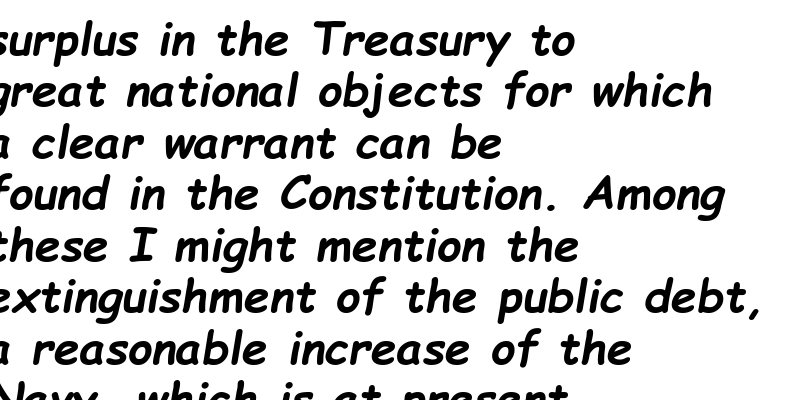 surplus in the Treasury to
great national objects for which
a clear warrant can be
found in the Constitution. Among
these I might mention the
extinguishment of the public debt,
a reasonable increase of the
Navy, which is at present